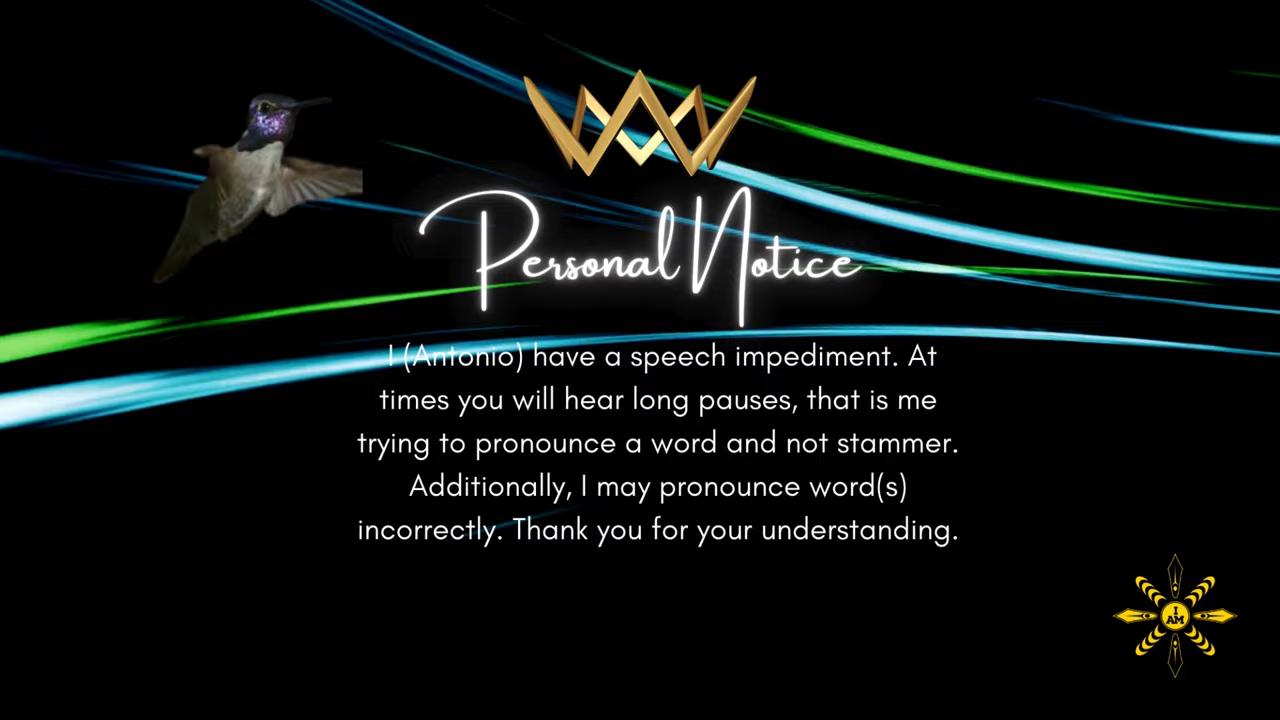 Personal Notice
I (Antonio) have a speech impediment. At
times you will hear long pauses, that is me
trying to pronounce a word and not stammer.
Additionally, I may pronounce word(s)
incorrectly. Thank you for your understanding.
I
AM